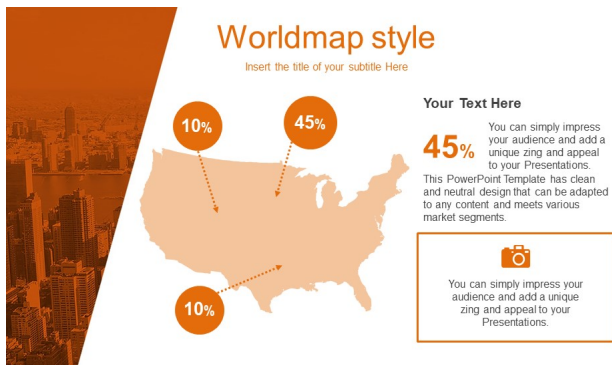 Worldmap style
Insert the title of your subtitle Here
10%
45%
10%
Your Text Here
45%
You can simply impress
your audience and add a
unique zing and appeal
to your Presentations.
This PowerPoint Template has clean
and neutral design that can be adapted
to any content and meets various
market segments.
You can simply impress your
audience and add a unique
zing and appeal to your
Presentations.